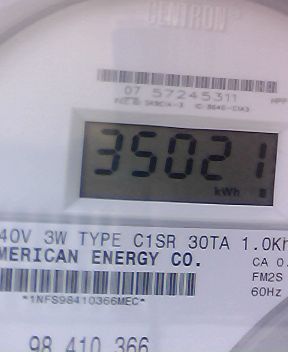 CENTRON
07 57245311
35021
kWh
40V 3W TYPE C1SR 30TA 1.0Kh
MERICAN ENERGY CO.
CA 0.
FM2S
60Hz
*1NFS98410366MEC*
98 410 366